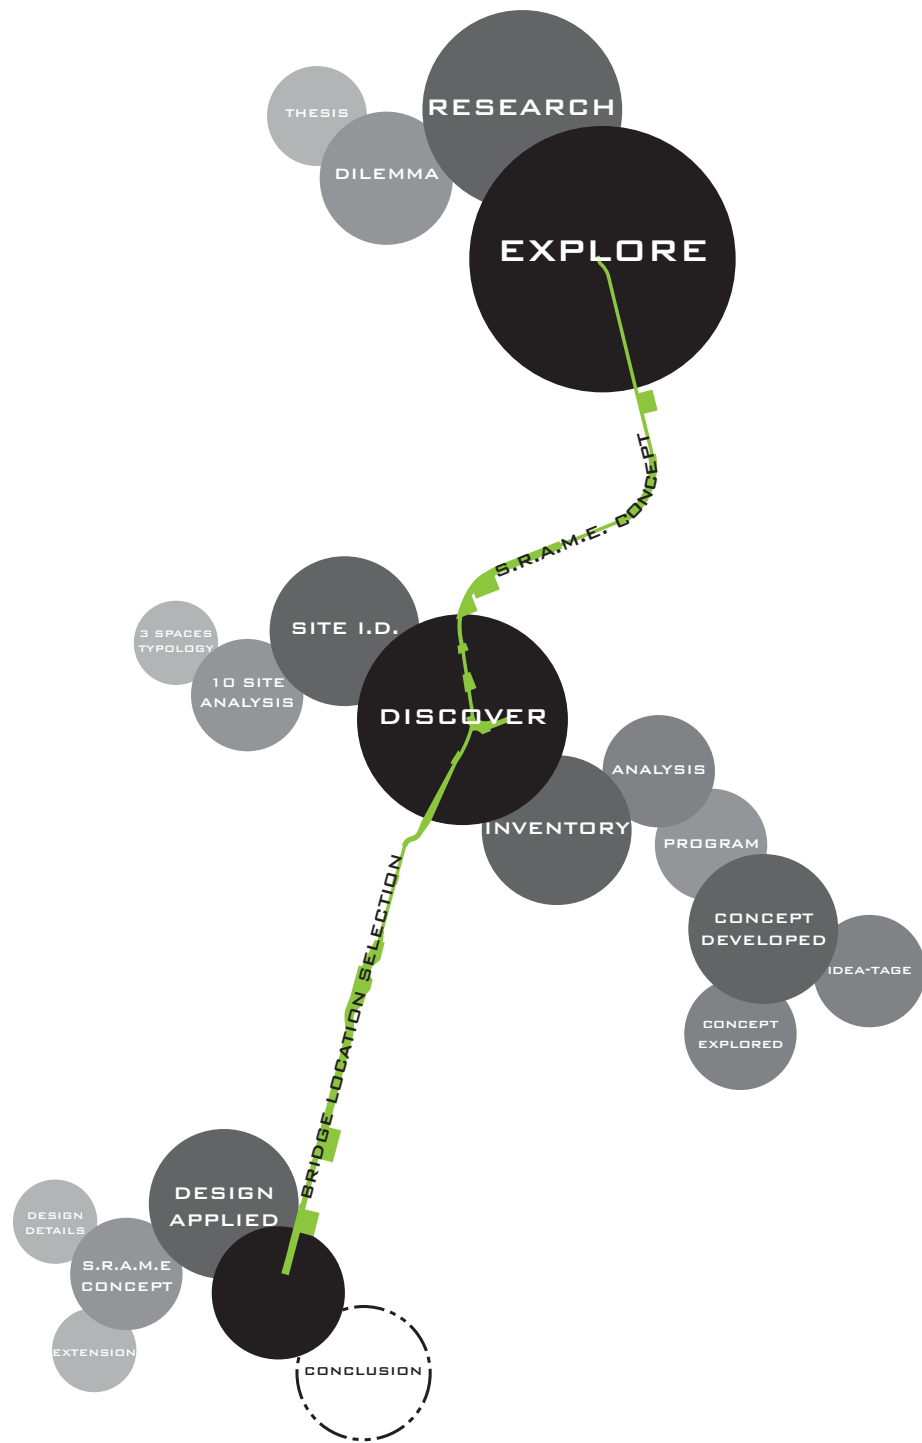 RESEARCH
THESIS
DILEMMA
EXPLORE
S.R.A.M.E. CONCEPT
SITE I.D.
3 SPACES
TYPOLOGY
10 SITE
ANALYSIS
DISCOVER
ANALYSIS
INVENTORY
PROGRAM
CONCEPT
DEVELOPED
IDEA-TAGE
CONCEPT
EXPLORED
BRIDGE LOCATION SELECTION
DESIGN
APPLIED
DESIGN
DETAILS
S.R.A.M.E
CONCEPT
EXTENSION
CONCLUSION